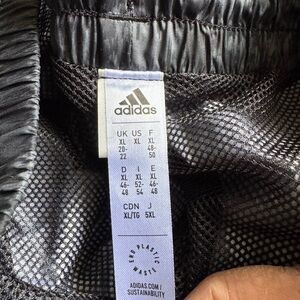 adidas
UK US F
XL XL XL
20- 48-
22 50
D I E
XL XL XL
46- 52- 46-
48 54 48
CDN J
XL/TG 5XL
END PLASTIC
WASTE
ADIDAS.COM/
SUSTAINABILITY